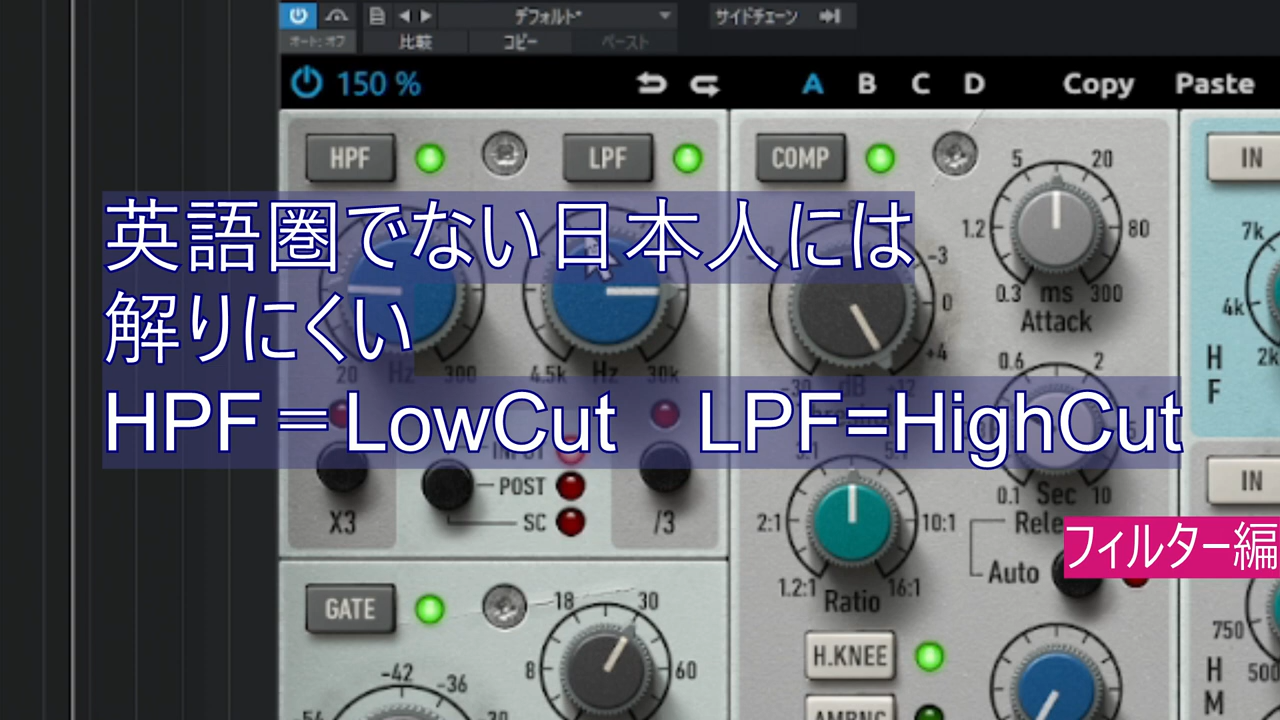 デフォルト*
サイドチェーン
オート: オフ
比較
コピー
ペースト
150 %
A B C D Copy Paste
HPF LPF COMP IN
英語圏でない日本人には
解りにくい
HPF＝LowCut　LPF=HighCut
フィルター編
20 Hz 300
4.5k Hz 30k
POST
SC
X3
/3
5 20
1.2 80
0.3 ms 300
Attack
-3
0
+4
dB
0.6 2
0.1 Sec 10
Rele
Auto
2:1 10:1
1.2:1 16:1
Ratio
7k
4k
2k
H
F
IN
GATE
18 30
8 60
-42
-36
H.KNEE
750
500
H
M